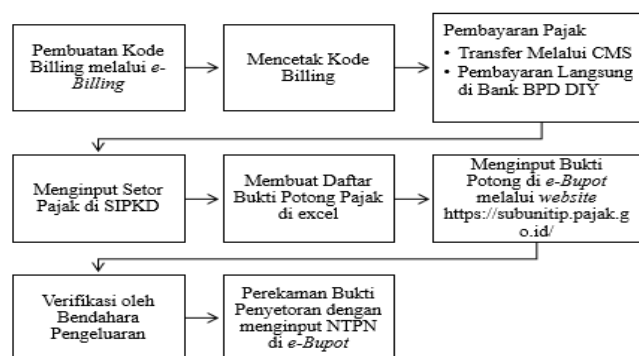 Pembuatan Kode
Billing melalui e-
Billing
Mencetak Kode
Billing
Pembayaran Pajak
• Transfer Melalui CMS
• Pembayaran Langsung
di Bank BPD DIY
Menginput Setor
Pajak di SIPKD
Membuat Daftar
Bukti Potong Pajak
di excel
Menginput Bukti
Potong di e-Bupot
melalui website
https://subunitip.pajak.g
o.id/
Verifikasi oleh
Bendahara
Pengeluaran
Perekaman Bukti
Penyetoran dengan
menginput NTPN
di e-Bupot